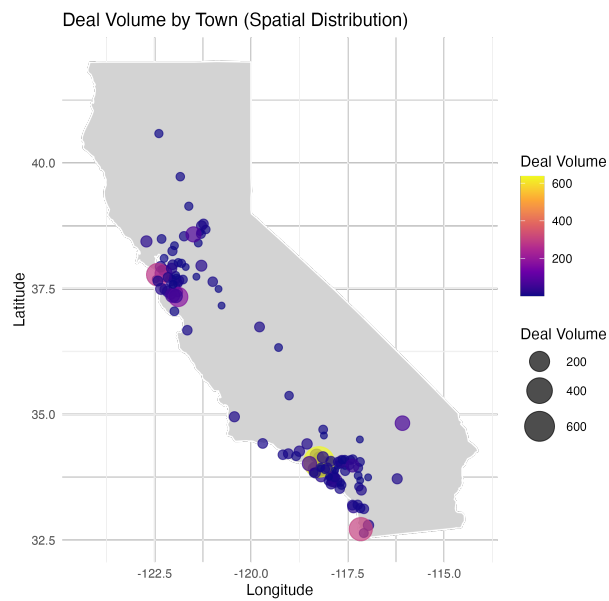 Deal Volume by Town (Spatial Distribution)
40.0
37.5
35.0
32.5
Latitude
-122.5
-120.0
-117.5
-115.0
Longitude
Deal Volume
600
400
200
Deal Volume
200
400
600